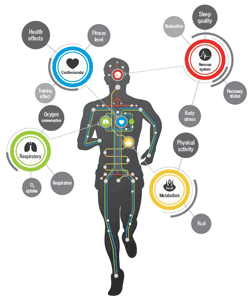 Health
effects
Fitness
level
Cardiovascular
Training
effect
Relaxation
Sleep
quality
Nervous
system
Recovery
status
Body
stress
Oxygen
consumption
Respiratory
O₂
uptake
Respiration
Physical
activity
Metabolism
Kcal